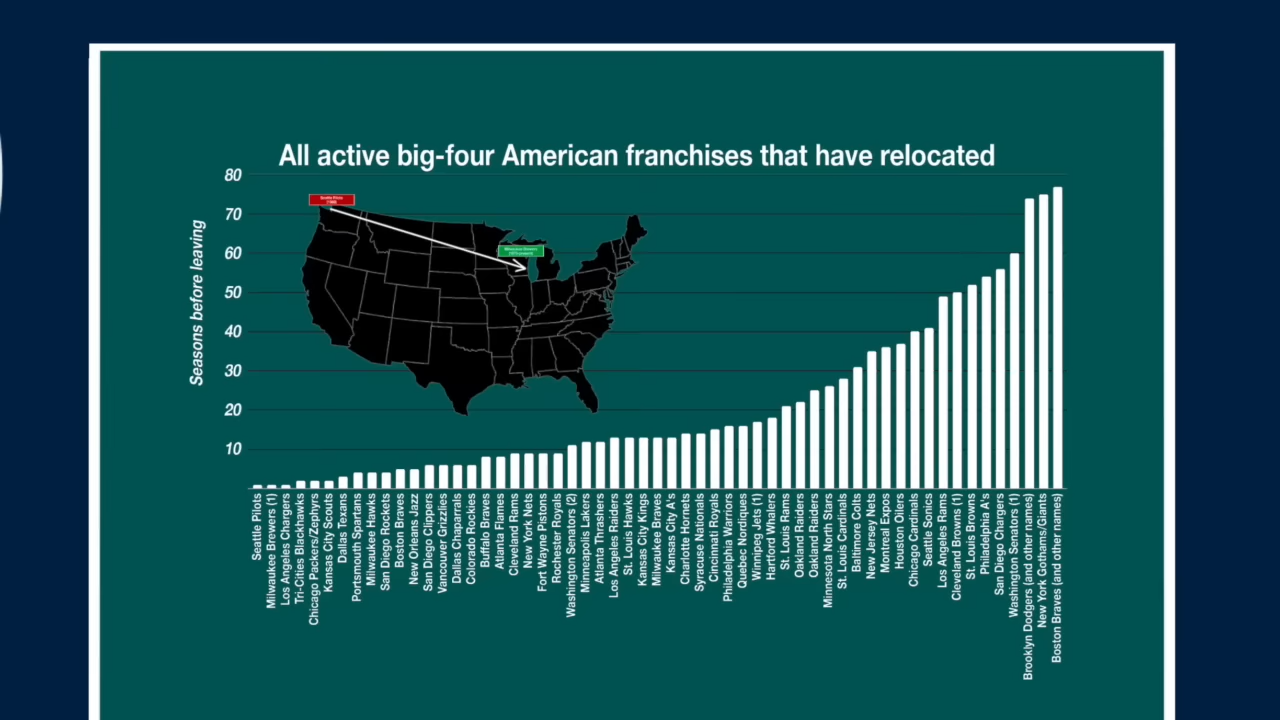 All active big-four American franchises that have relocated
Seasons before leaving
80
70
60
50
40
30
20
10
Seattle Pilots
Milwaukee Brewers (1)
Los Angeles Chargers
Tri-Cities Blackhawks
Chicago Packers/Zephyrs
Kansas City Scouts
Dallas Texans
Portsmouth Spartans
Milwaukee Hawks
San Diego Rockets
Boston Braves
New Orleans Jazz
San Diego Clippers
Vancouver Grizzlies
Dallas Chaparrals
Colorado Rockies
Buffalo Braves
Atlanta Flames
Cleveland Rams
New York Nets
Fort Wayne Pistons
Rochester Royals
Washington Senators (2)
Minneapolis Lakers
Atlanta Thrashers
Los Angeles Raiders
St. Louis Hawks
Kansas City Kings
Milwaukee Braves
Kansas City A's
Charlotte Hornets
Syracuse Nationals
Cincinnati Royals
Philadelphia Warriors
Quebec Nordiques
Winnipeg Jets (1)
Hartford Whalers
St. Louis Rams
Oakland Raiders
Oakland Raiders
Minnesota North Stars
St. Louis Cardinals
Baltimore Colts
New Jersey Nets
Montreal Expos
Houston Oilers
Chicago Cardinals
Seattle Sonics
Los Angeles Rams
Cleveland Browns (1)
St. Louis Browns
Philadelphia A's
San Diego Chargers
Washington Senators (1)
Brooklyn Dodgers (and other names)
New York Gothams/Giants
Boston Braves (and other names)